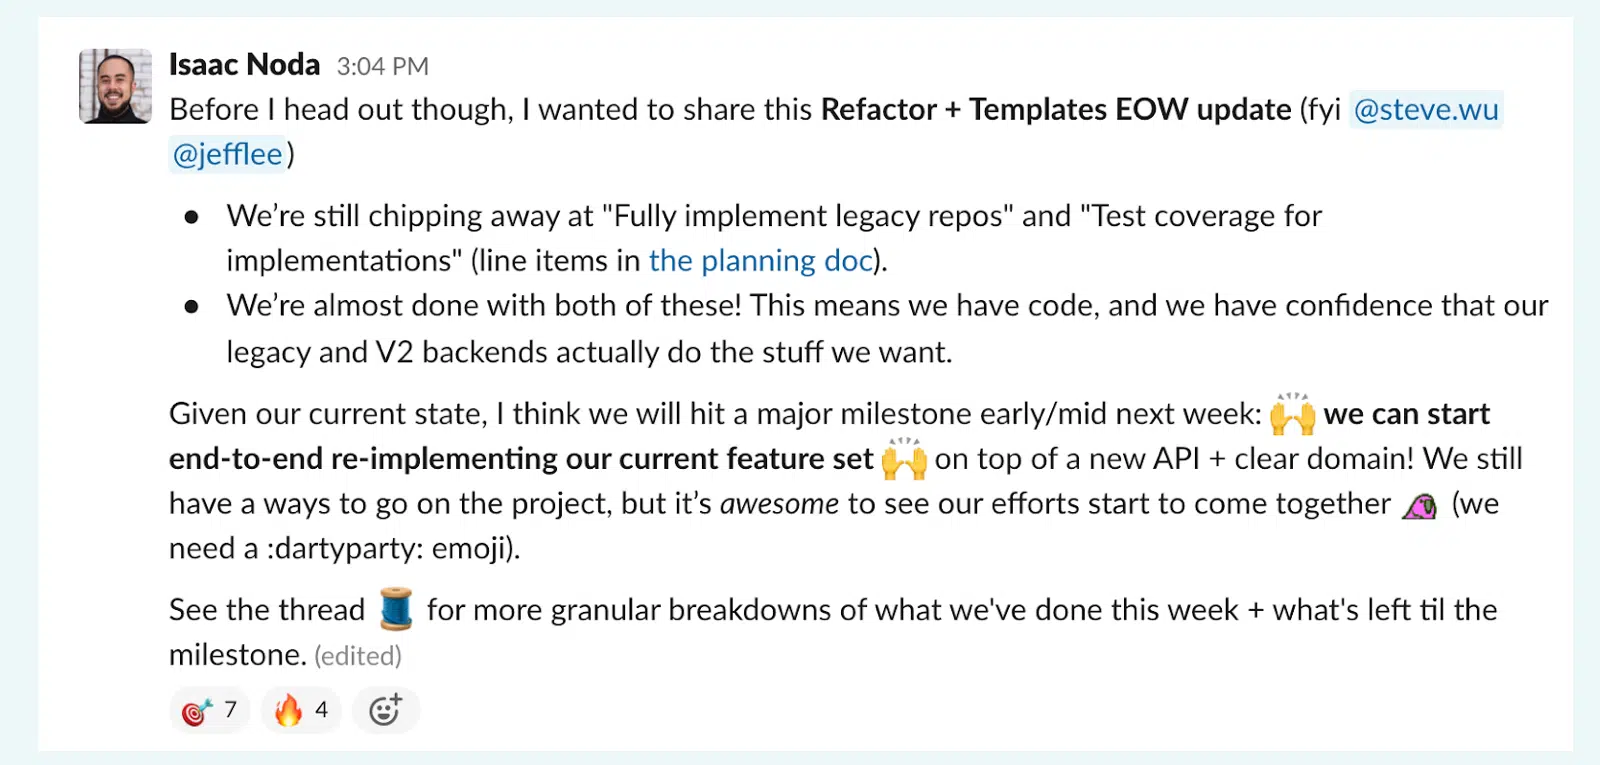 Isaac Noda 3:04 PM
Before I head out though, I wanted to share this Refactor + Templates EOW update (fyi @steve.wu
@jefflee)
● We’re still chipping away at "Fully implement legacy repos" and "Test coverage for
implementations" (line items in the planning doc).
● We’re almost done with both of these! This means we have code, and we have confidence that our
legacy and V2 backends actually do the stuff we want.
Given our current state, I think we will hit a major milestone early/mid next week: 🙌 we can start
end-to-end re-implementing our current feature set 🙌 on top of a new API + clear domain! We still
have a ways to go on the project, but it’s awesome to see our efforts start to come together (we
need a :dartyparty: emoji).
See the thread 🧵 for more granular breakdowns of what we've done this week + what's left til the
milestone. (edited)
🎯 7 🔥 4